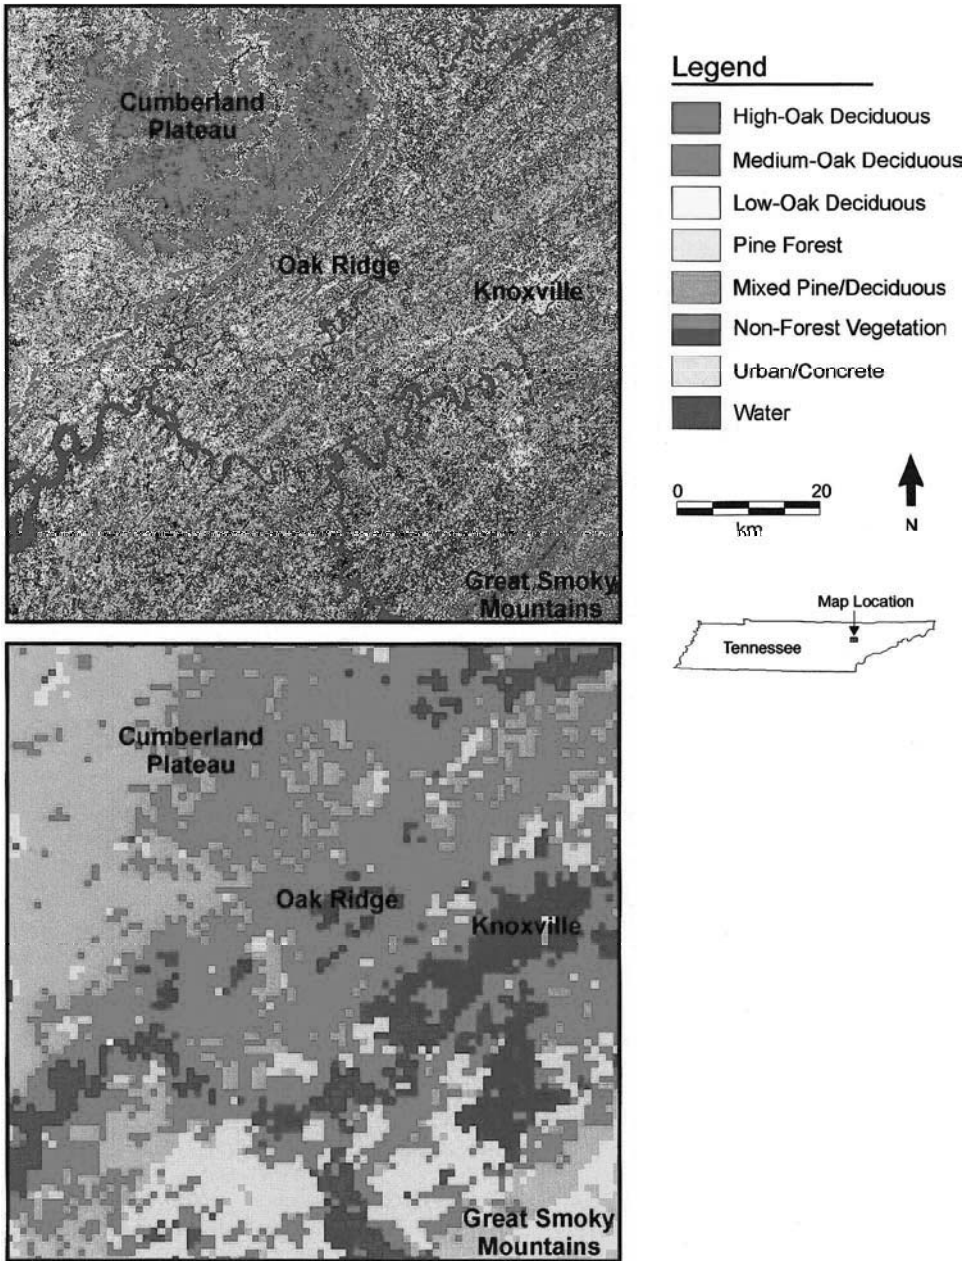 Cumberland
Plateau
Oak Ridge
Knoxville
Great Smoky
Mountains
Legend
High-Oak Deciduous
Medium-Oak Deciduous
Low-Oak Deciduous
Pine Forest
Mixed Pine/Deciduous
Non-Forest Vegetation
Urban/Concrete
Water
0 20
km
N
Map Location
Tennessee
Cumberland
Plateau
Oak Ridge
Knoxville
Great Smoky
Mountains